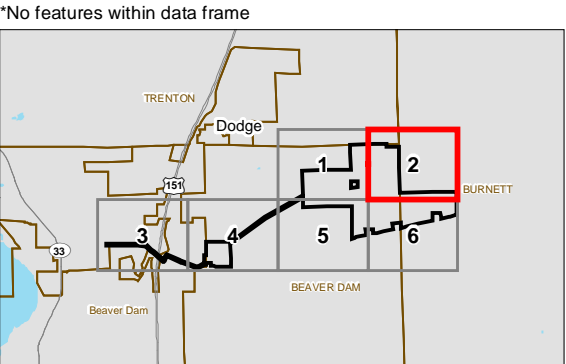 *No features within data frame
TRENTON
Dodge
1
2
151
BURNETT
3
4
5
6
33
BEAVER DAM
Beaver Dam